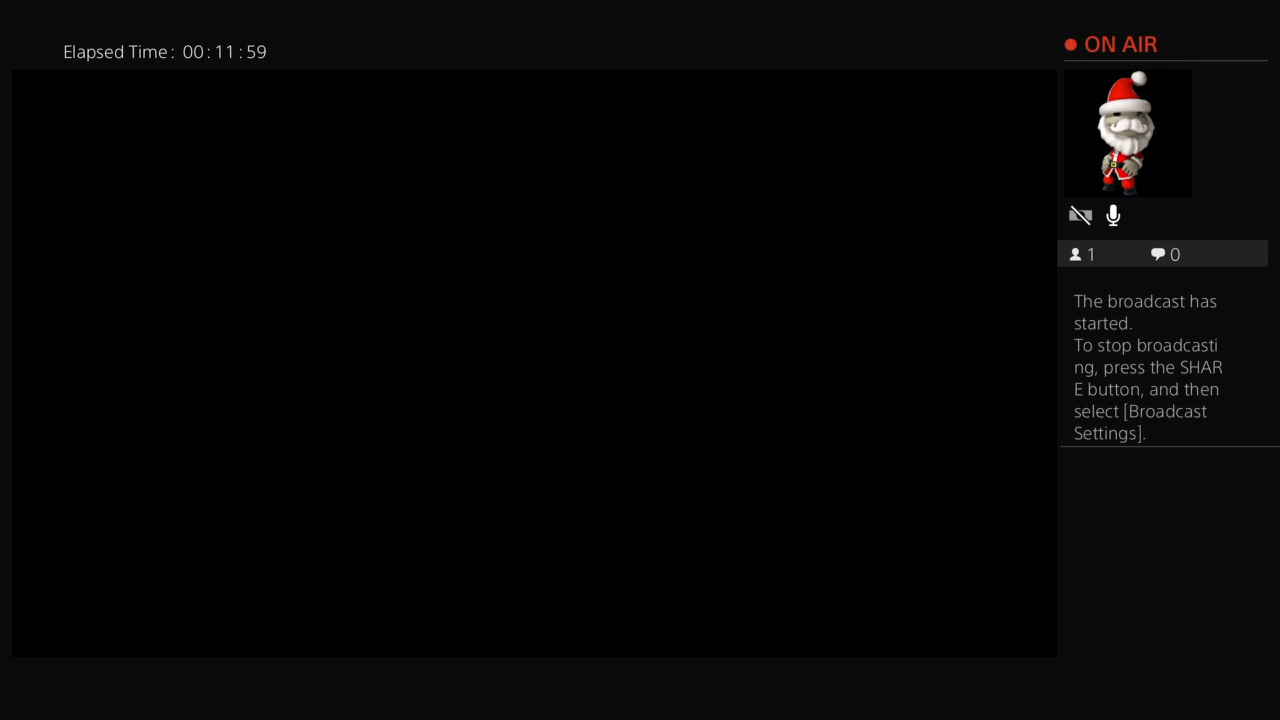 Elapsed Time: 00:11:59
ON AIR
1 0
The broadcast has
started.
To stop broadcasti
ng, press the SHAR
E button, and then
select [Broadcast
Settings].